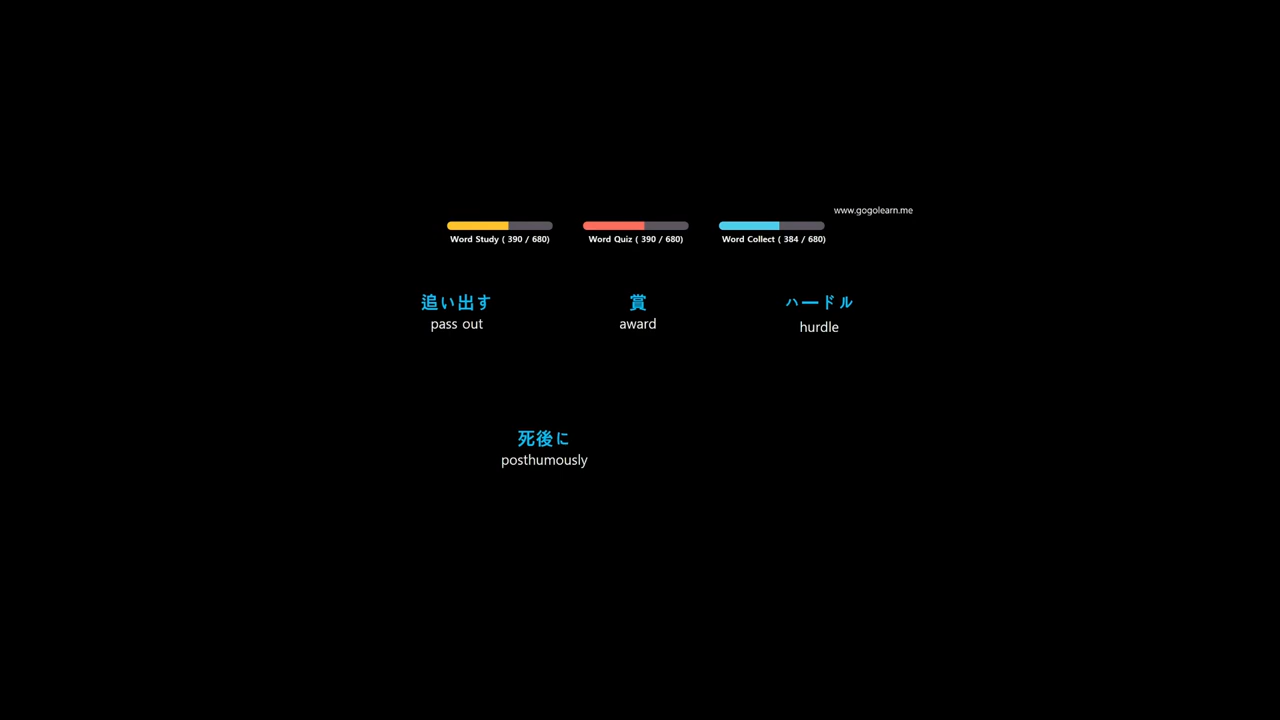 www.gogolearn.me
Word Study ( 390 / 680)
Word Quiz ( 390 / 680)
Word Collect ( 384 / 680)
追い出す
pass out
賞
award
ハードル
hurdle
死後に
posthumously